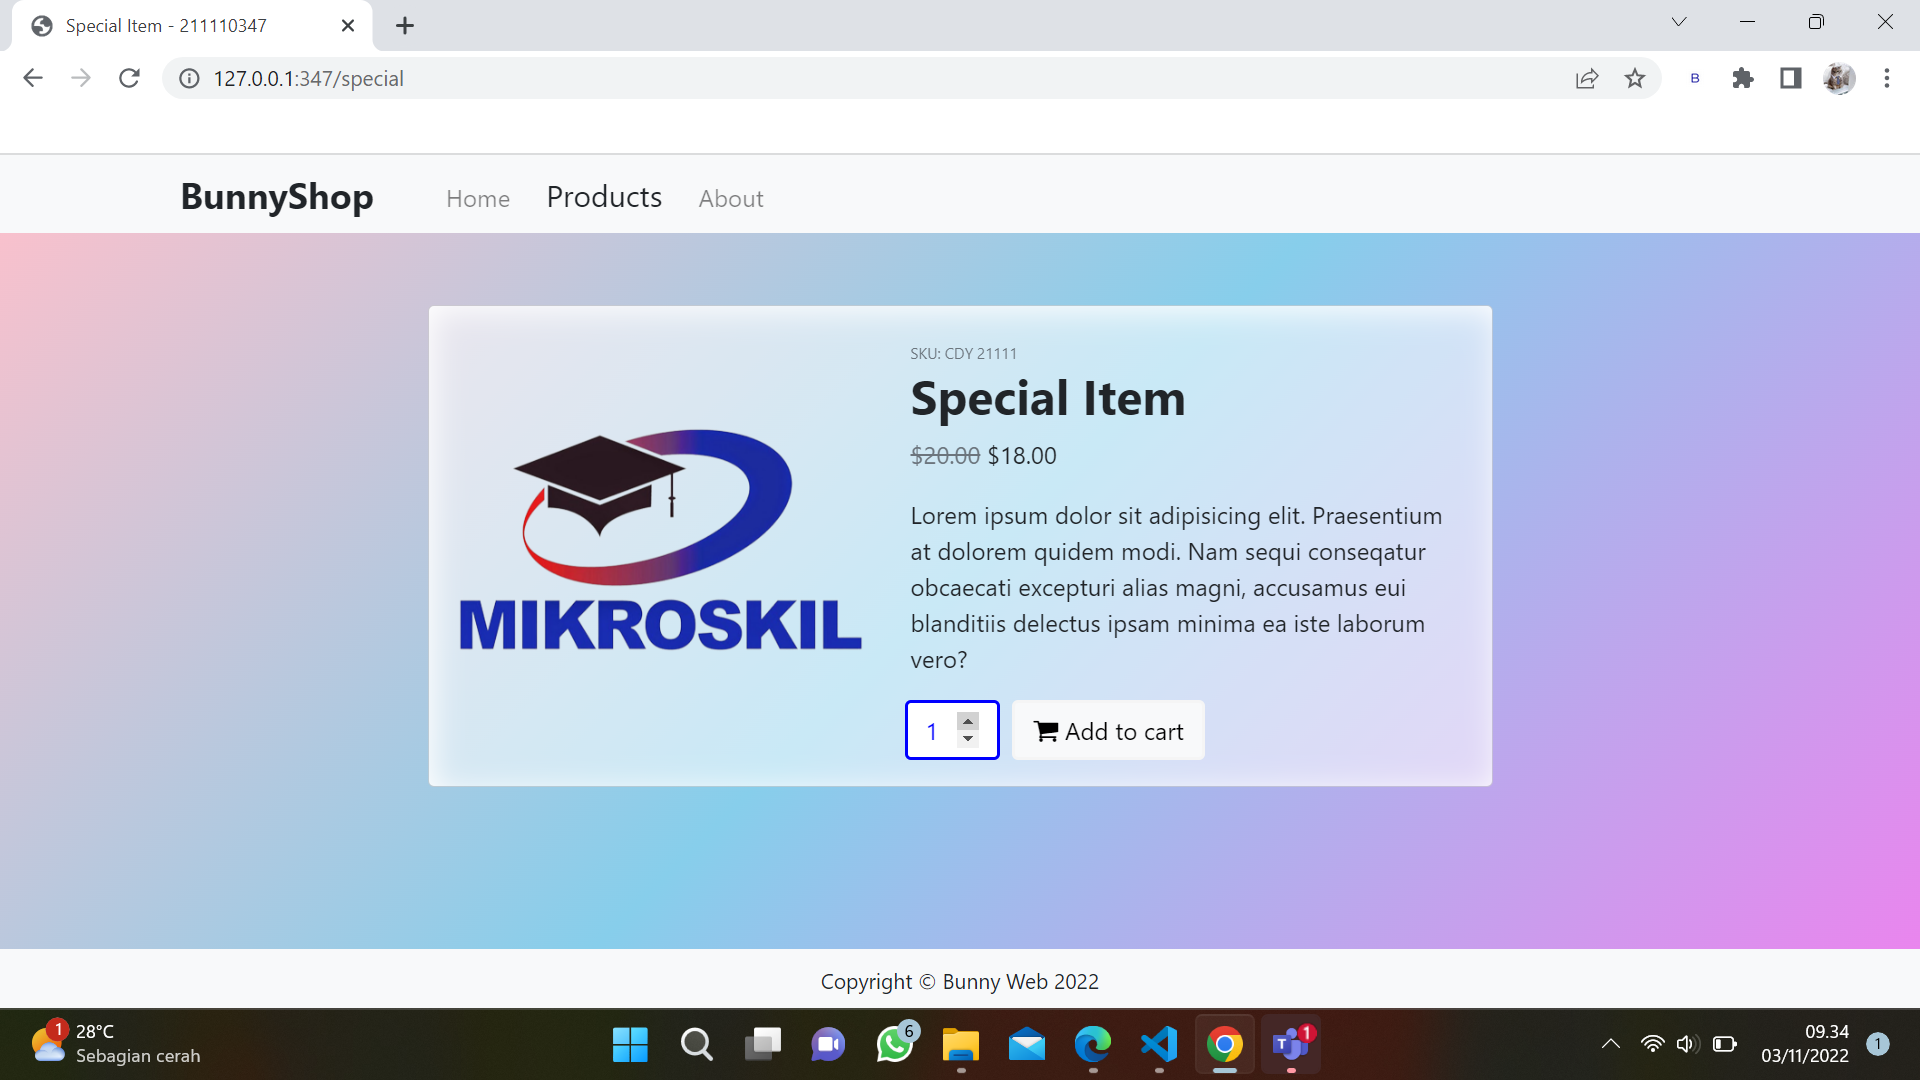 Special Item - 211110347
127.0.0.1:347/special
B
BunnyShop
Home
Products
About
SKU: CDY 21111
Special Item
$20.00 $18.00
Lorem ipsum dolor sit adipisicing elit. Praesentium
at dolorem quidem modi. Nam sequi conseqatur
obcaecati excepturi alias magni, accusamus eui
blanditiis delectus ipsam minima ea iste laborum
vero?
MIKROSKIL
1
Add to cart
Copyright © Bunny Web 2022
1
28°C
Sebagian cerah
6
T
1
09.34
03/11/2022
1